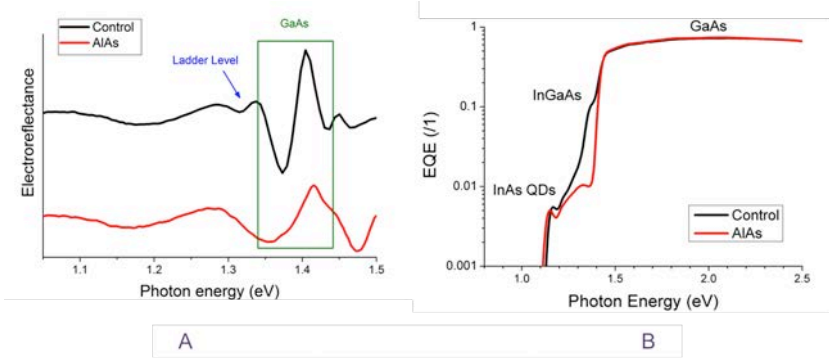 Control
AlAs
GaAs
Ladder Level
Electroreflectance
1.1 1.2 1.3 1.4 1.5
Photon energy (eV)
GaAs
InGaAs
InAs QDs
Control
AlAs
EQE (/1)
1
0.1
0.01
0.001
1.0 1.5 2.0 2.5
Photon Energy (eV)
A B